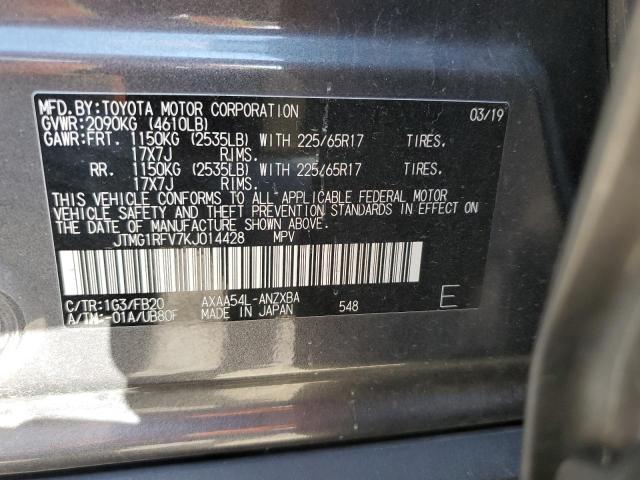 MFD.BY:TOYOTA MOTOR CORPORATION 03/19
GVWR:2090KG (4610LB)
GAWR:FRT. 1150KG (2535LB) WITH 225/65R17 TIRES.
17X7J RIMS.
RR. 1150KG (2535LB) WITH 225/65R17 TIRES.
17X7J RIMS.
THIS VEHICLE CONFORMS TO ALL APPLICABLE FEDERAL MOTOR
VEHICLE SAFETY AND THEFT PREVENTION STANDARDS IN EFFECT ON
THE DATE OF MANUFACTURE SHOWN ABOVE.
JTMG1RFV7KJ014428 MPV
C/TR:1G3/FB20 AXAA54L-ANZXBA
A/TM:-01A/UB80F MADE IN JAPAN 548 E